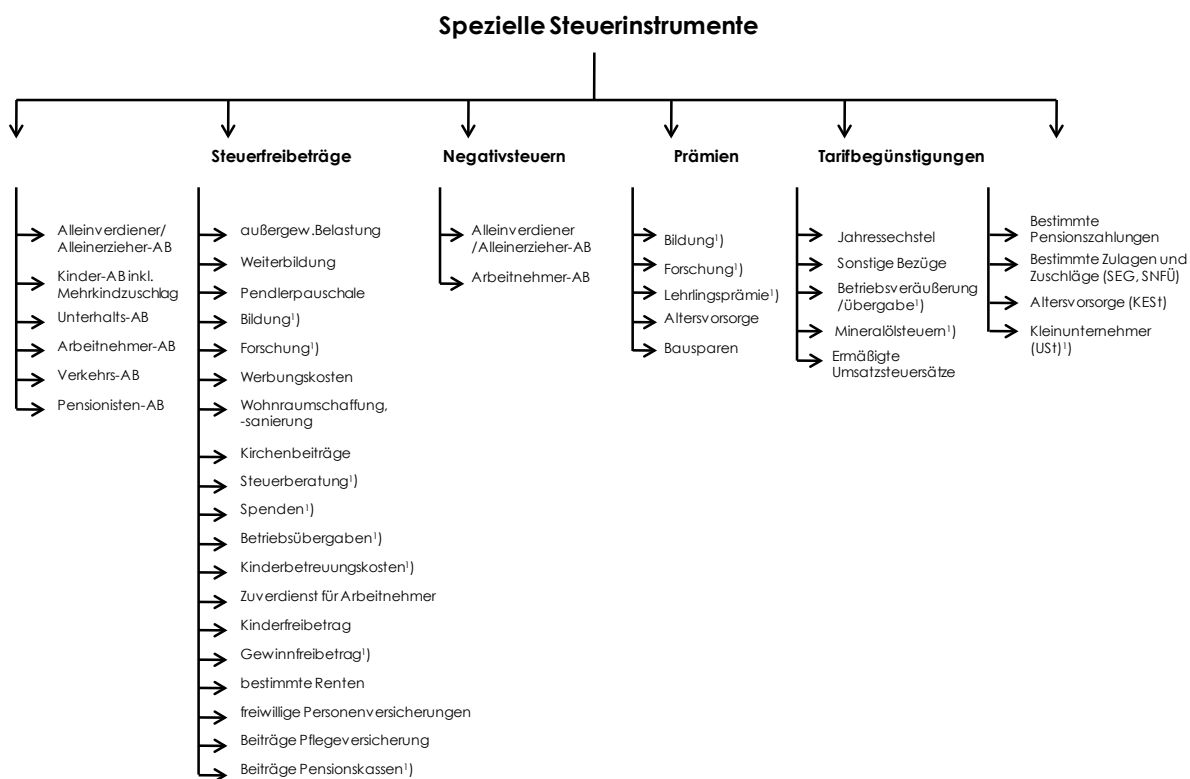 Spezielle Steuerinstrumente
Steuerfreibeträge
Negativsteuern
Prämien
Tarifbegünstigungen
Alleinverdiener/
Alleinerzieher-AB
Kinder-AB inkl.
Mehrkindzuschlag
Unterhalts-AB
Arbeitnehmer-AB
Verkehrs-AB
Pensionisten-AB
außergew. Belastung
Weiterbildung
Pendlerpauschale
Bildung¹)
Forschung¹)
Werbungskosten
Wohnraumschaffung,
-sanierung
Kirchenbeiträge
Steuerberatung¹)
Spenden¹)
Betriebsübergaben¹)
Kinderbetreuungskosten¹)
Zuverdienst für Arbeitnehmer
Kinderfreibetrag
Gewinnfreibetrag¹)
bestimmte Renten
freiwillige Personenversicherungen
Beiträge Pflegeversicherung
Beiträge Pensionskassen¹)
Alleinverdiener
/Alleinerzieher-AB
Arbeitnehmer-AB
Bildung¹)
Forschung¹)
Lehrlingsprämie¹)
Altersvorsorge
Bausparen
Jahressechstel
Sonstige Bezüge
Betriebsveräußerung
/übergabe¹)
Mineralölsteuern¹)
Ermäßigte
Umsatzsteuersätze
Bestimmte
Pensionszahlungen
Bestimmte Zulagen und
Zuschläge (SEG, SNFÜ)
Altersvorsorge (KESt)
Kleinunternehmer
(USt)¹)